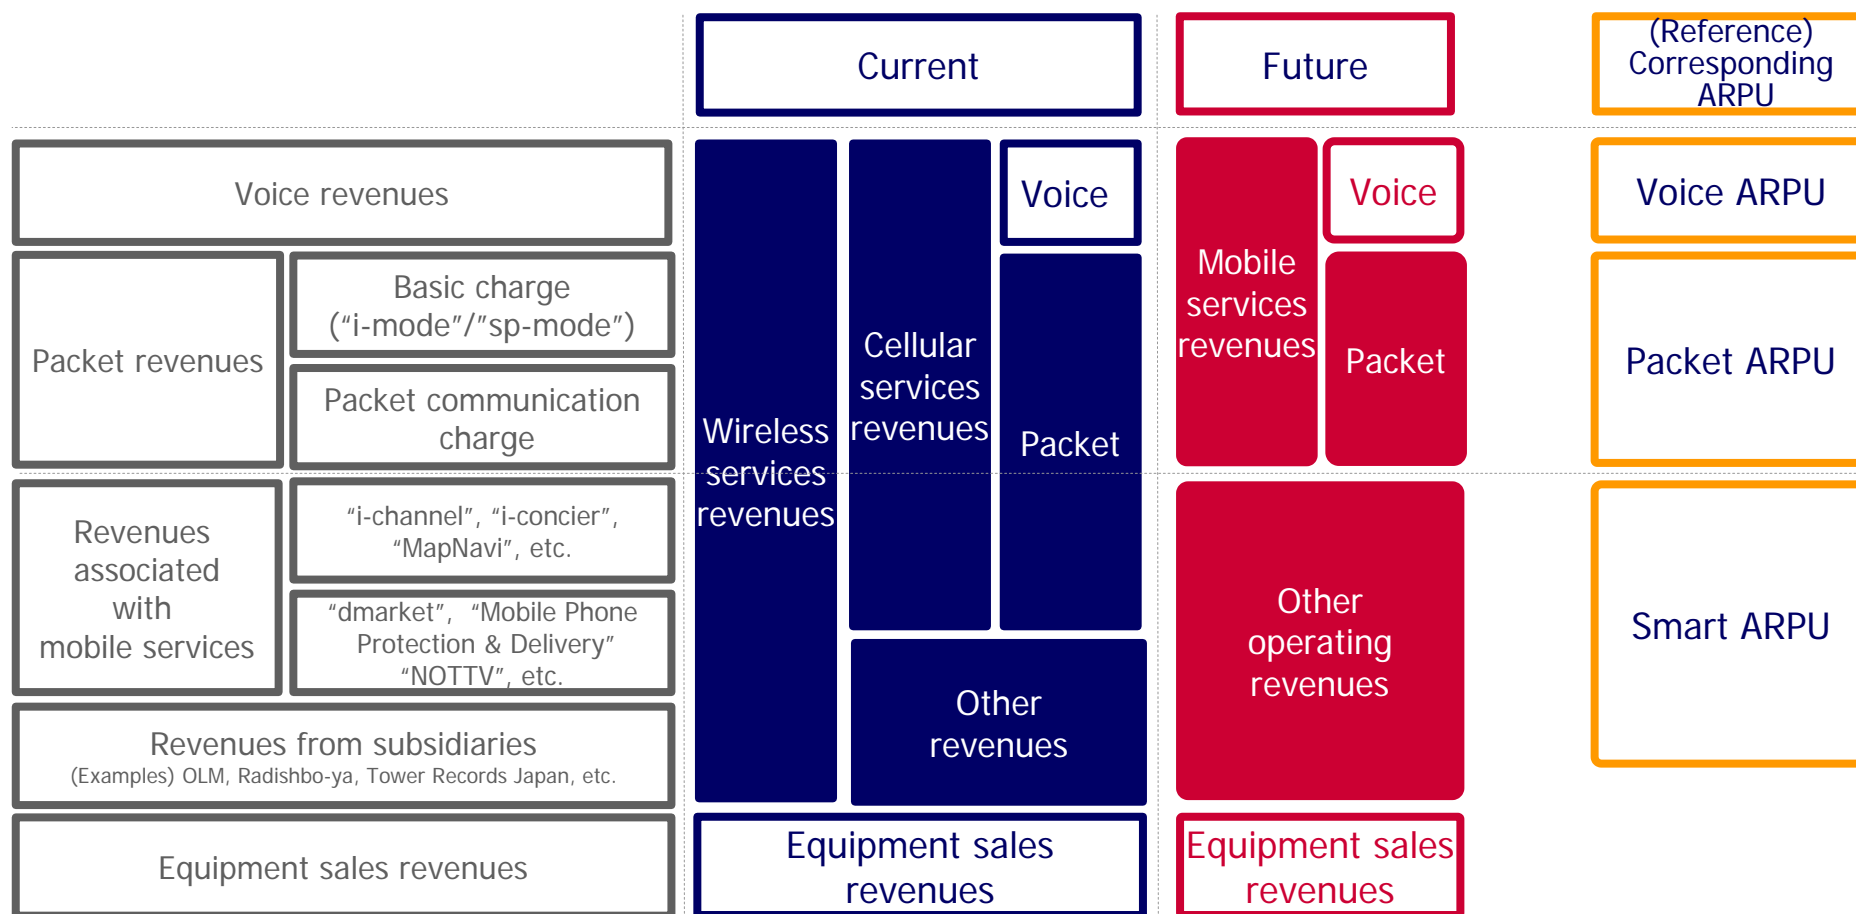 Current
Future
(Reference)
Corresponding
ARPU
Voice revenues
Voice
Voice
Voice ARPU
Packet revenues
Basic charge
(“i-mode”/”sp-mode”)
Packet communication
charge
Wireless
services
revenues
Cellular
services
revenues
Packet
Mobile
services
revenues
Packet
Packet ARPU
Revenues
associated
with
mobile services
“i-channel”, “i-concier”,
“MapNavi”, etc.
“dmarket”, “Mobile Phone
Protection & Delivery”
“NOTTV”, etc.
Other
revenues
Other
operating
revenues
Smart ARPU
Revenues from subsidiaries
(Examples) OLM, Radishbo-ya, Tower Records Japan, etc.
Equipment sales revenues
Equipment sales
revenues
Equipment sales
revenues